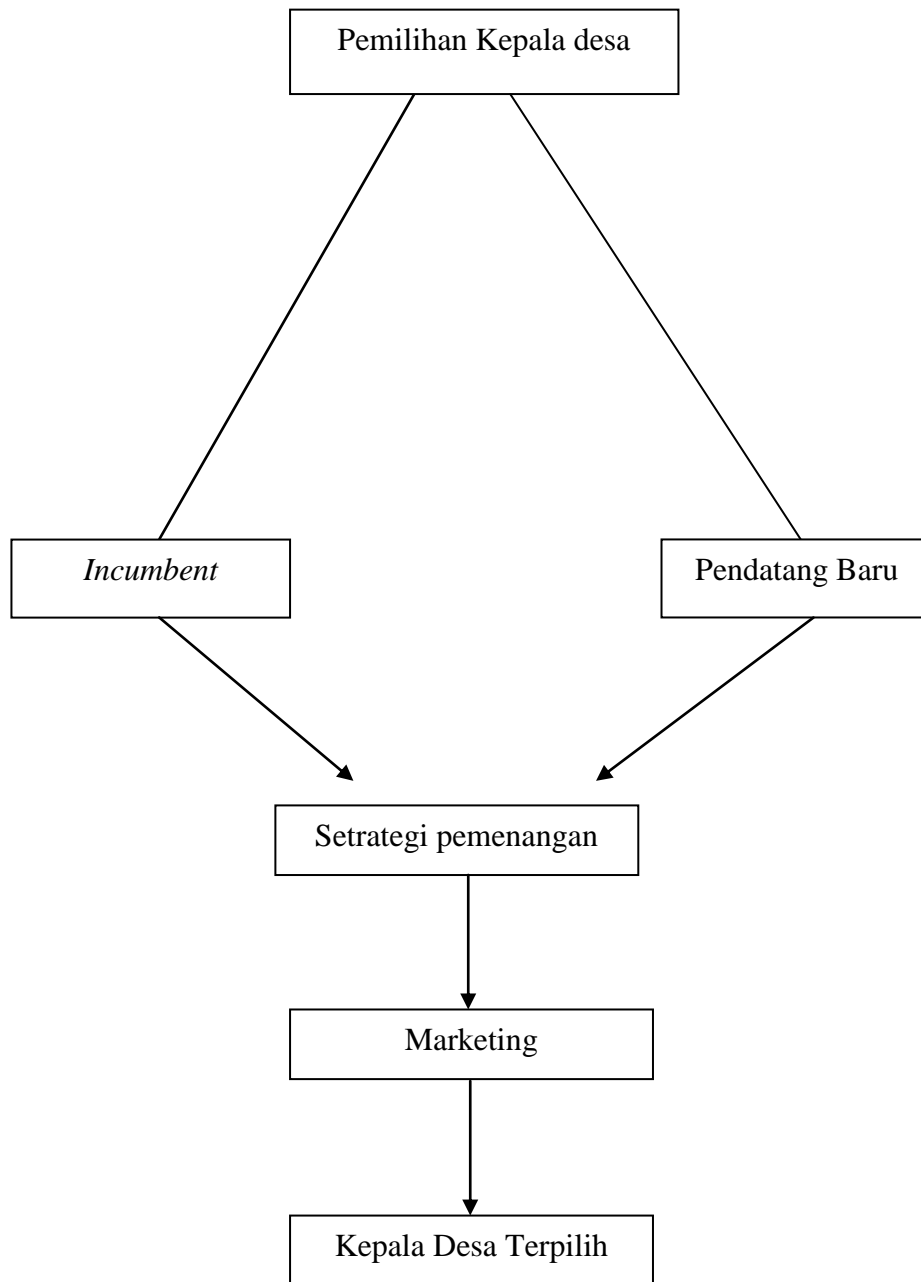 Pemilihan Kepala desa
Incumbent
Pendatang Baru
Setrategi pemenangan
Marketing
Kepala Desa Terpilih